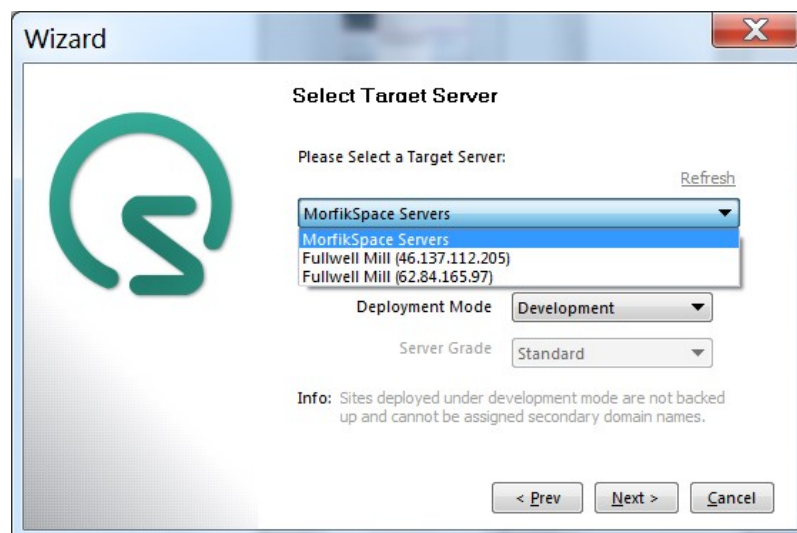 Wizard
Select Target Server
Please Select a Target Server:
Refresh
MorfikSpace Servers
MorfikSpace Servers
Fullwell Mill (46.137.112.205)
Fullwell Mill (62.84.165.97)
Deployment Mode Development
Server Grade Standard
Info: Sites deployed under development mode are not backed
up and cannot be assigned secondary domain names.
< Prev Next > Cancel